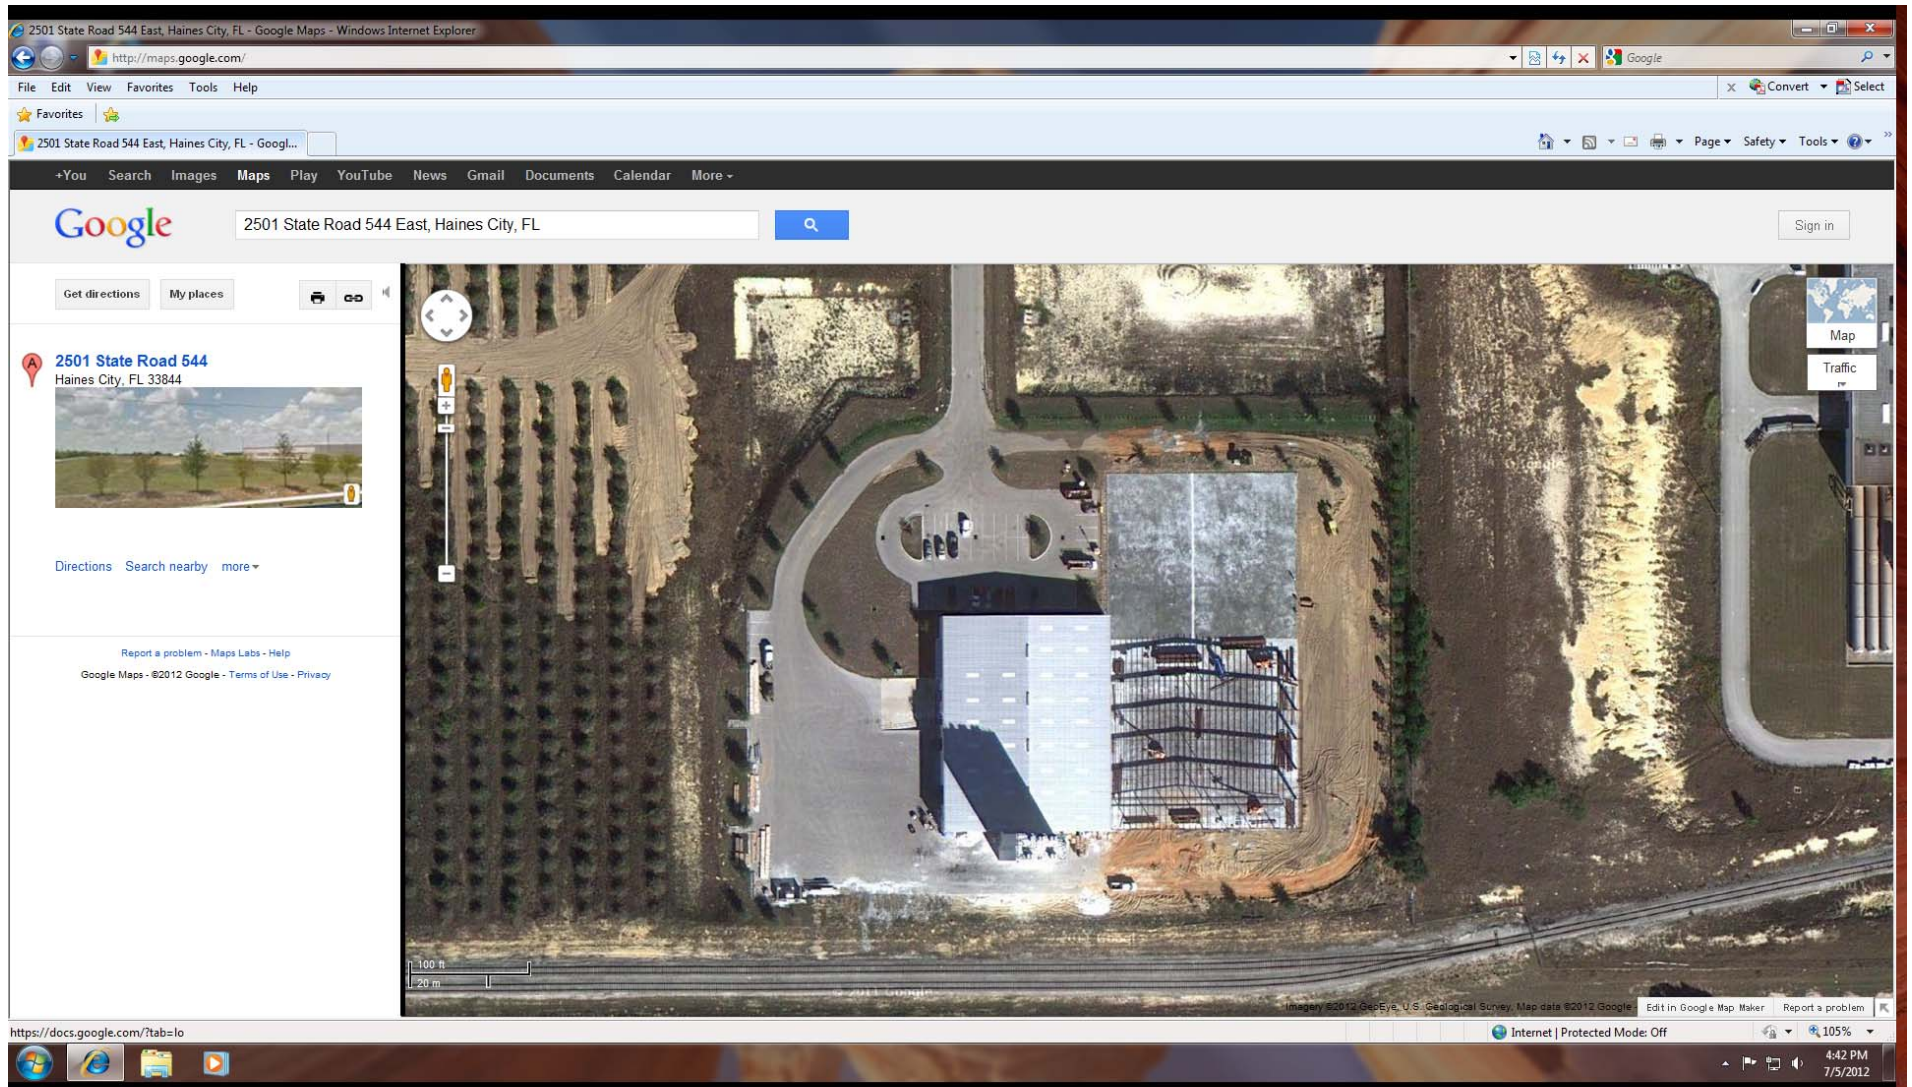 2501 State Road 544 East, Haines City, FL - Google Maps - Windows Internet Explorer
http://maps.google.com/
Google
File Edit View Favorites Tools Help
x Convert Select
Favorites
2501 State Road 544 East, Haines City, FL - Googl...
Page Safety Tools
+You Search Images Maps Play YouTube News Gmail Documents Calendar More
Google
2501 State Road 544 East, Haines City, FL
Sign in
Get directions My places
Map
Traffic
A
2501 State Road 544
Haines City, FL 33844
Directions Search nearby more
Report a problem - Maps Labs - Help
Google Maps - ©2012 Google - Terms of Use - Privacy
100 ft
20 m
© 2011 Google
Imagery ©2012 GeoEye, U.S. Geological Survey, Map data ©2012 Google -
Edit in Google Map Maker Report a problem
https://docs.google.com/?tab=lo
Internet | Protected Mode: Off
105%
4:42 PM
7/5/2012